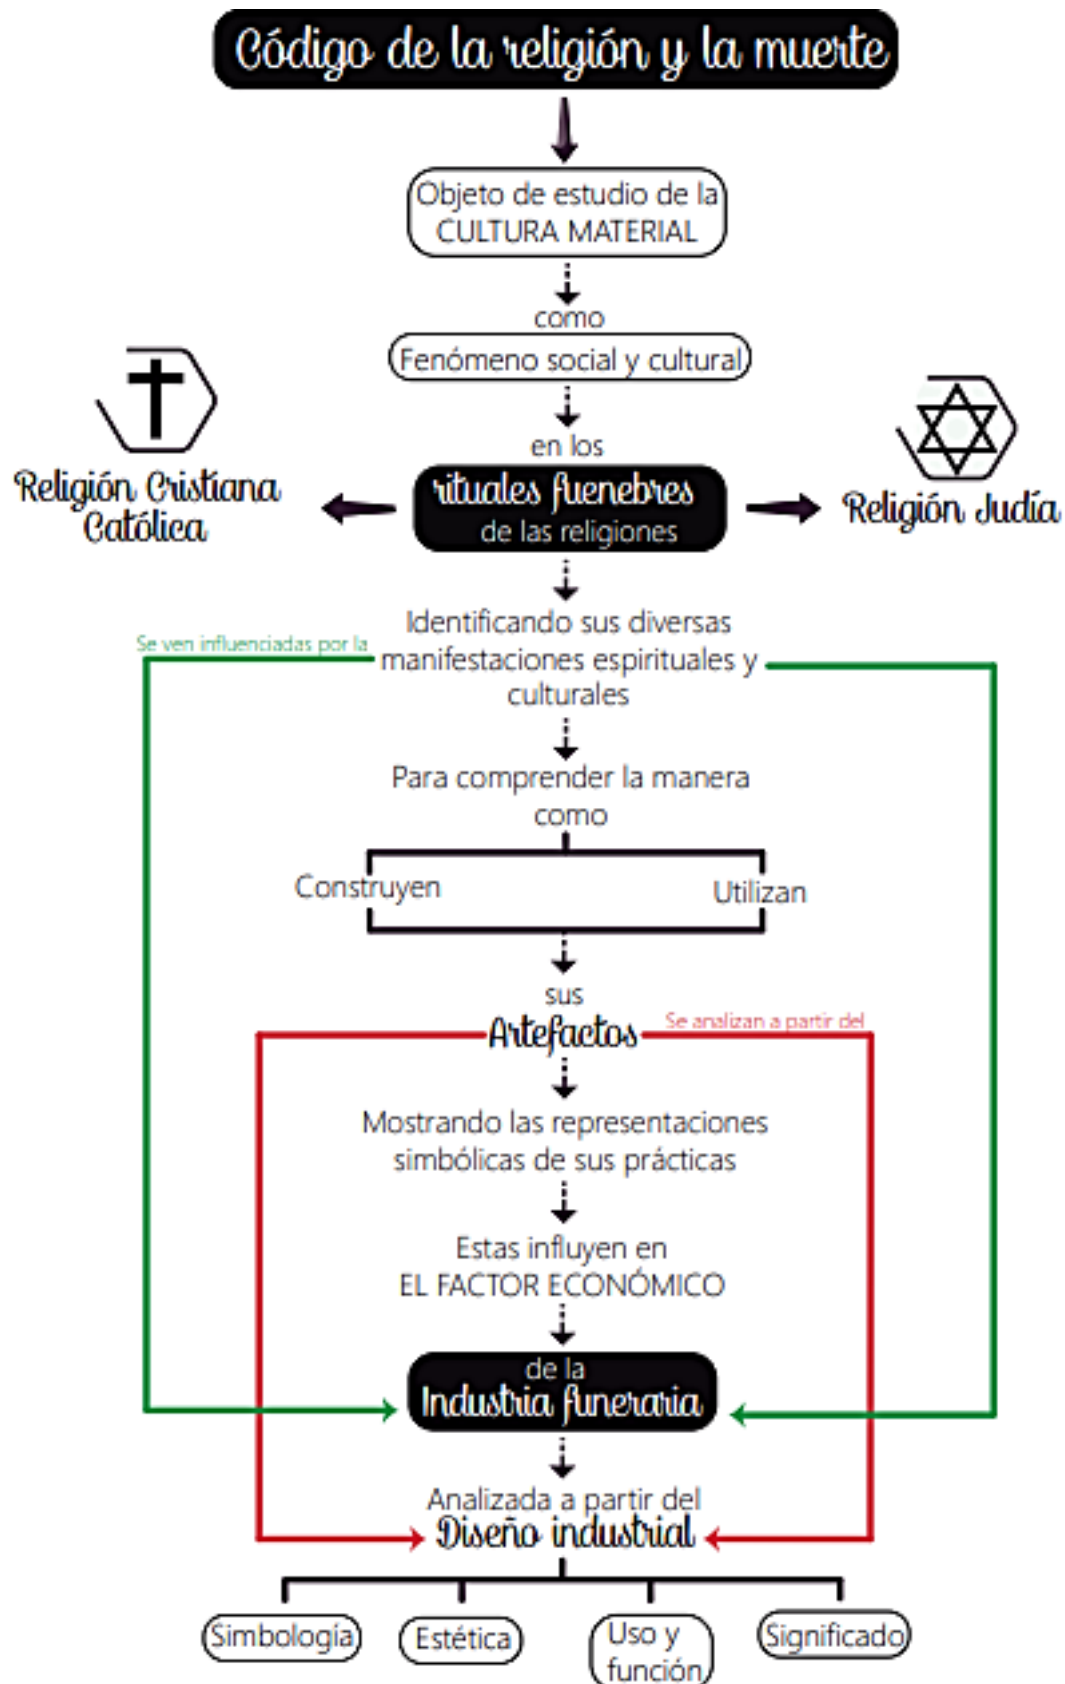 Código de la religión y la muerte
Objeto de estudio de la
CULTURA MATERIAL
como
Fenómeno social y cultural
en los
rituales fuenebres
de las religiones
Religión Cristiana
Católica
Religión Judía
Identificando sus diversas
manifestaciones espirituales y
culturales
Se ven influenciadas por la
Para comprender la manera
como
Construyen
Utilizan
sus
Artefactos
Se analizan a partir del
Mostrando las representaciones
simbólicas de sus prácticas
Estas influyen en
EL FACTOR ECONÓMICO
de la
Industria funeraria
Analizada a partir del
Diseño industrial
Simbología
Estética
Uso y
función
Significado